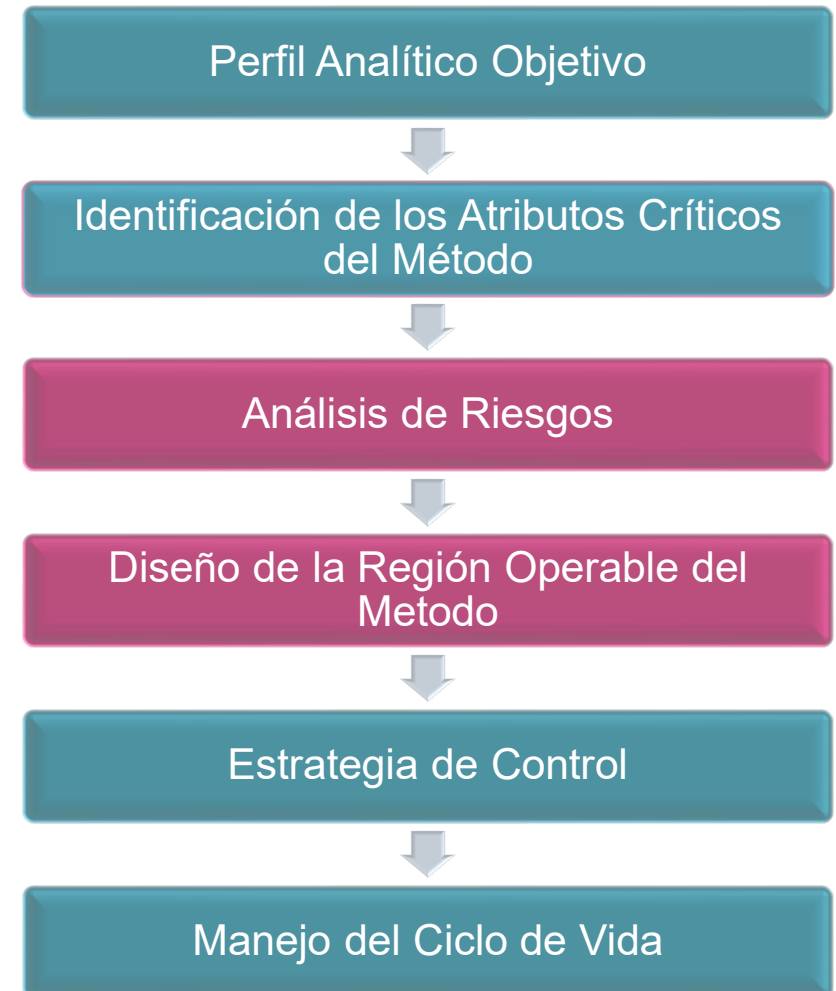 Perfil Analítico Objetivo
Identificación de los Atributos Críticos
del Método
Análisis de Riesgos
Diseño de la Región Operable del
Metodo
Estrategia de Control
Manejo del Ciclo de Vida